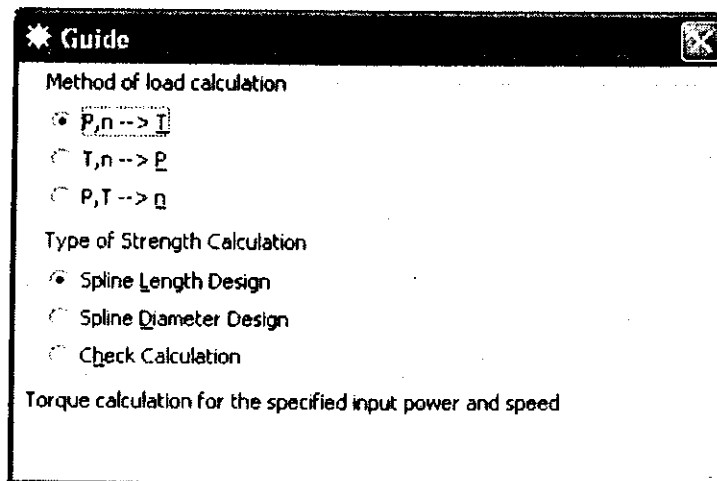 Guide
Method of load calculation
P,n --> T
T,n --> P
P,T --> n
Type of Strength Calculation
Spline Length Design
Spline Diameter Design
Check Calculation
Torque calculation for the specified input power and speed